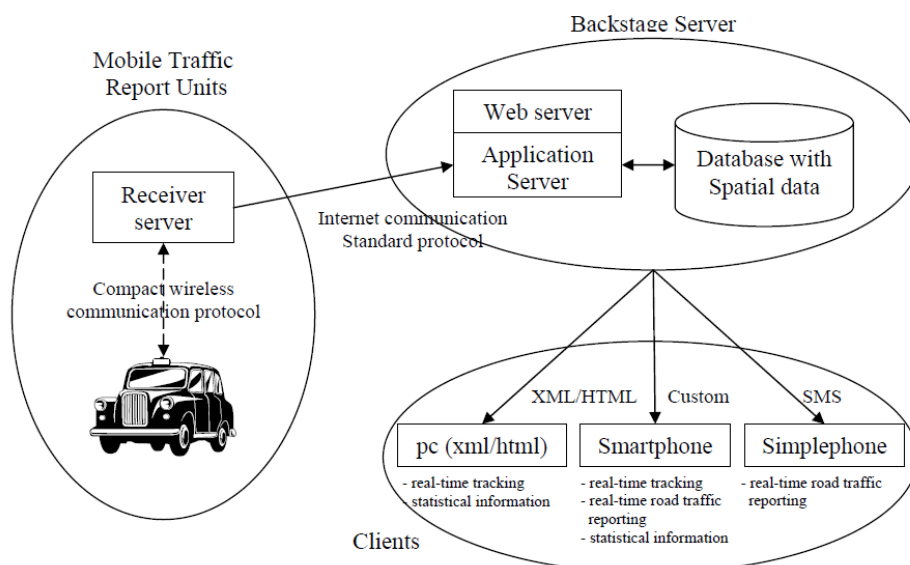 Backstage Server
Mobile Traffic
Report Units
Web server
Application
Server
Database with
Spatial data
Receiver
server
Internet communication
Standard protocol
Compact wireless
communication protocol
XML/HTML
Custom
SMS
pc (xml/html)
Smartphone
Simplephone
- real-time tracking
- statistical information
- real-time tracking
- real-time road traffic
reporting
- statistical information
- real-time road traffic
reporting
Clients